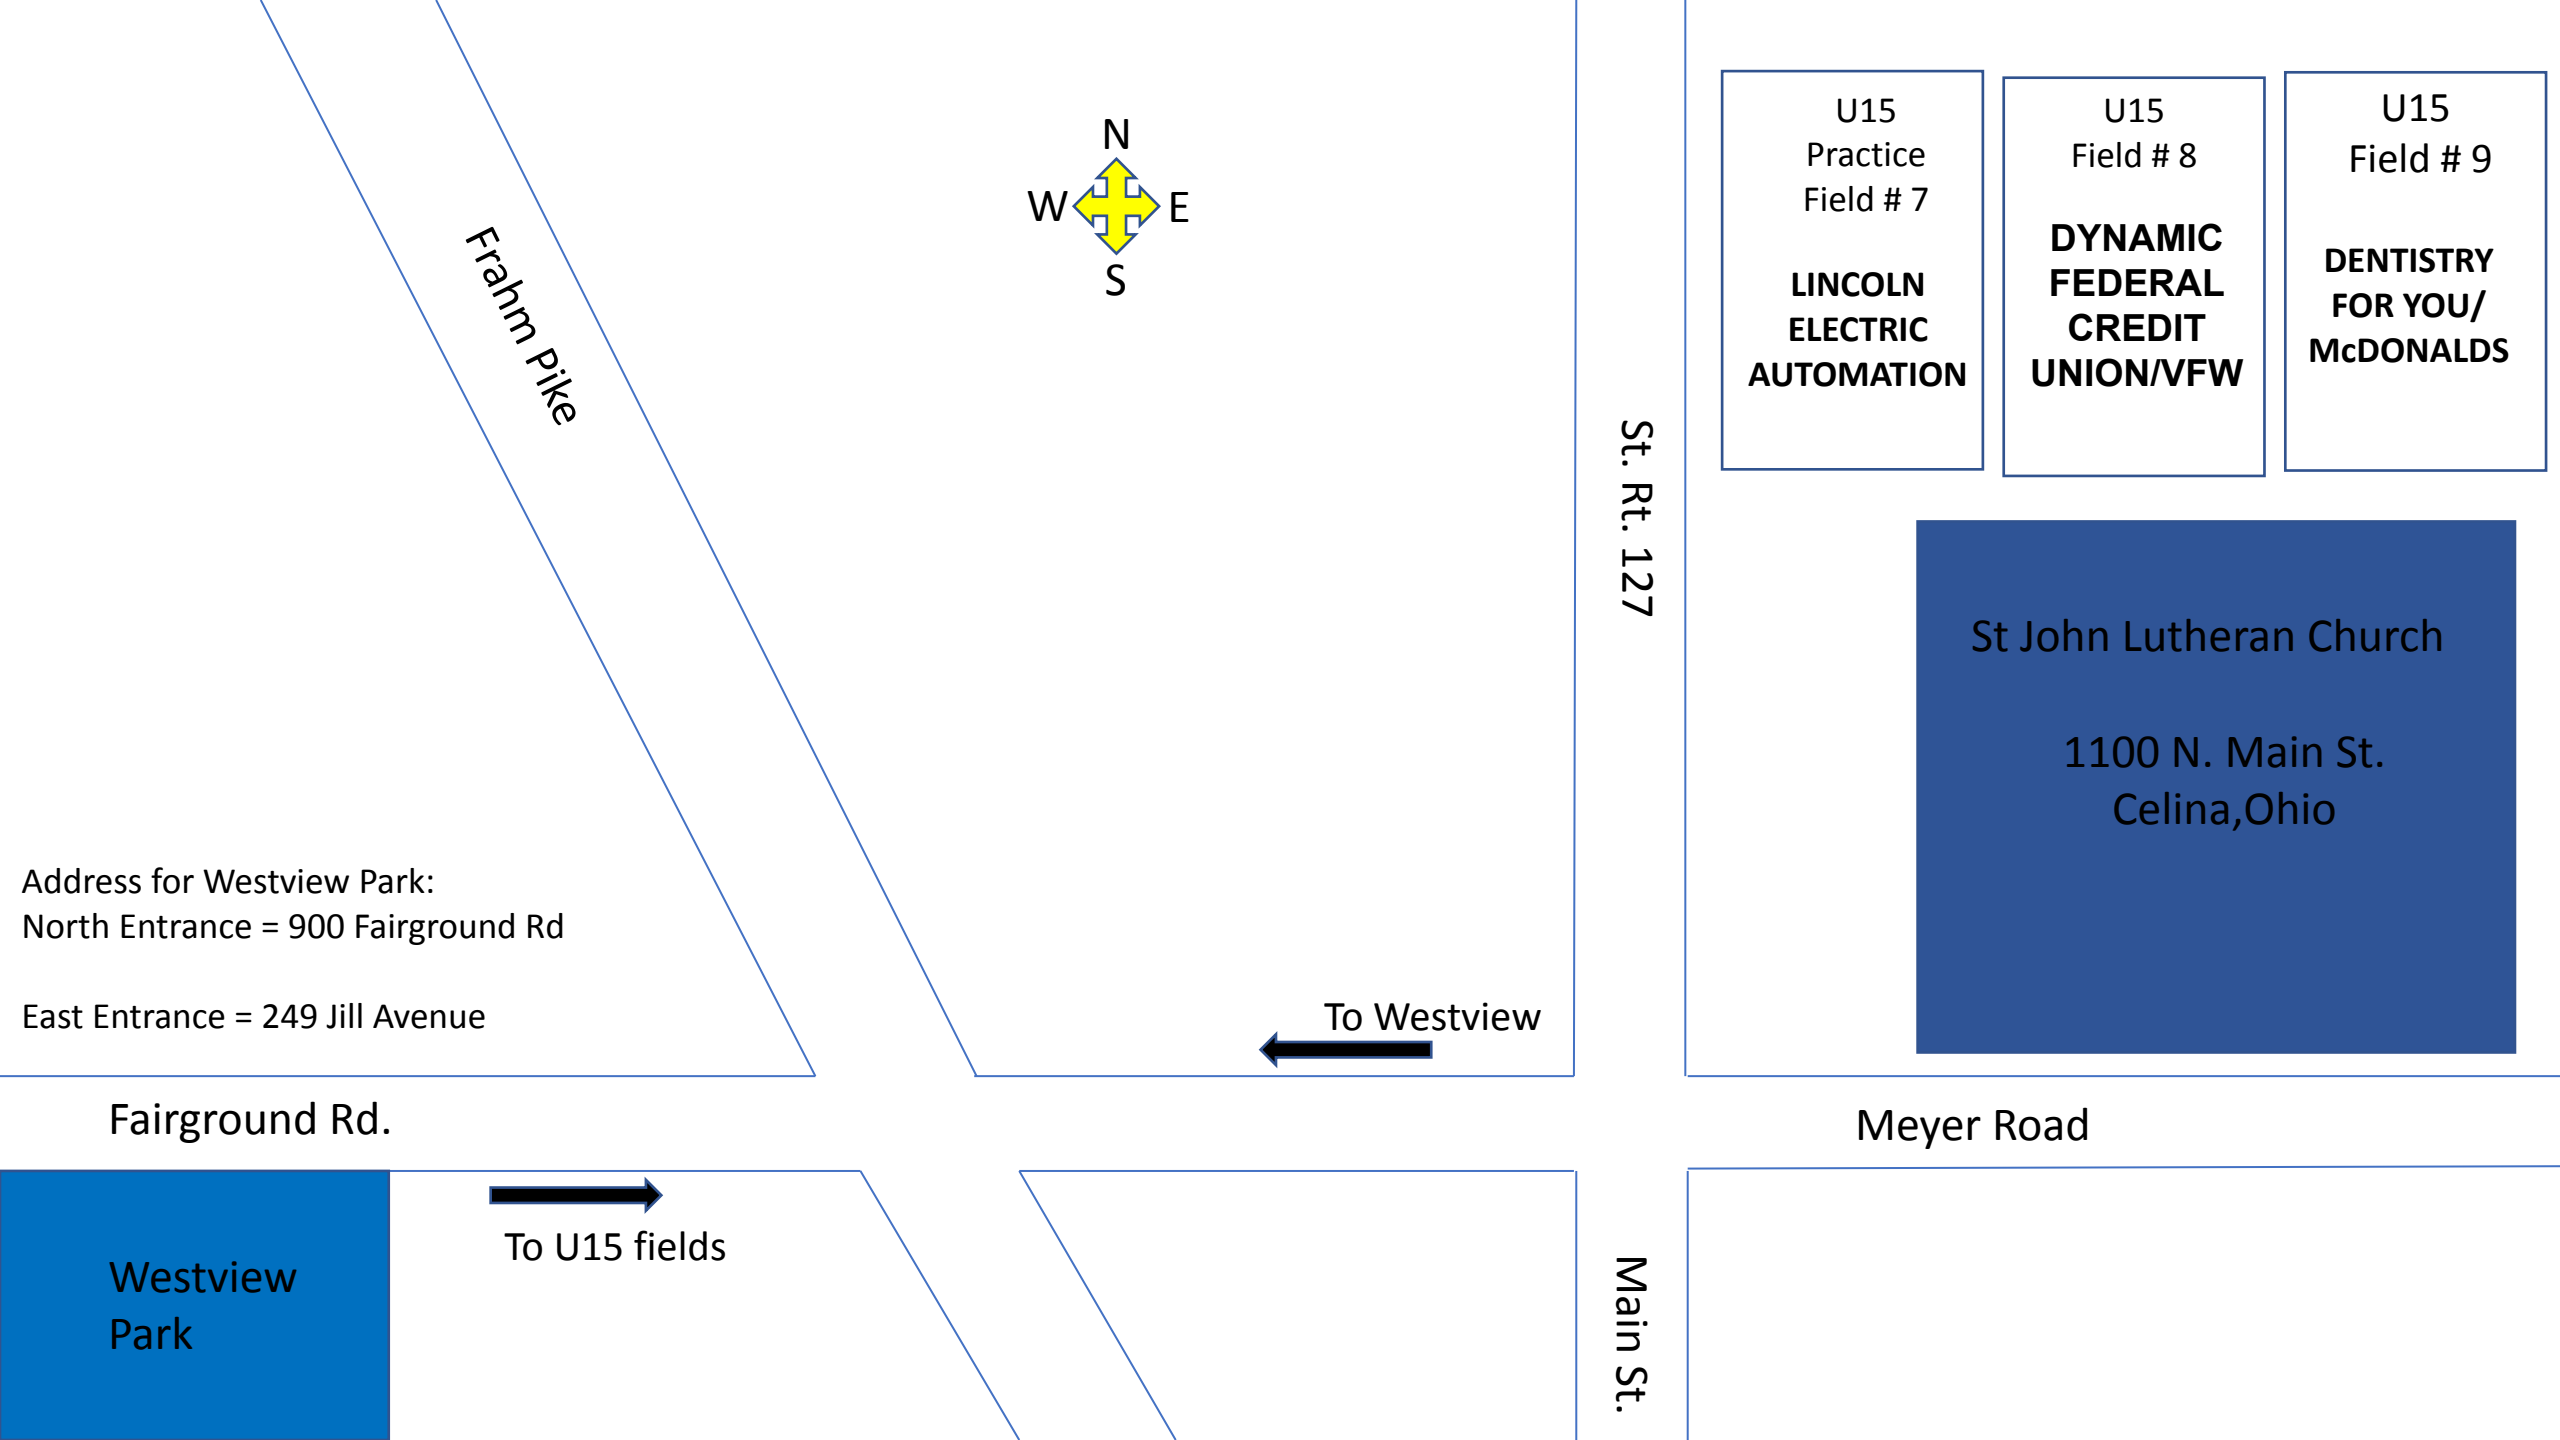 N
W
E
S
Frahm Pike
St. Rt. 127
U15
Practice
Field # 7
LINCOLN
ELECTRIC
AUTOMATION
U15
Field # 8
DYNAMIC
FEDERAL
CREDIT
UNION/VFW
U15
Field # 9
DENTISTRY
FOR YOU/
McDONALDS
St John Lutheran Church
1100 N. Main St.
Celina,Ohio
Address for Westview Park:
North Entrance = 900 Fairground Rd
East Entrance = 249 Jill Avenue
To Westview
Fairground Rd.
Meyer Road
To U15 fields
Westview
Park
Main St.